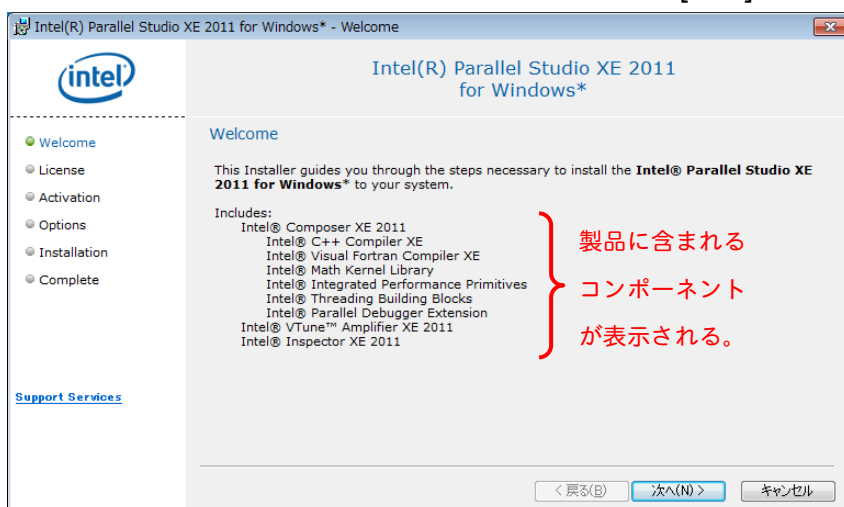 Intel(R) Parallel Studio XE 2011 for Windows* - Welcome
intel
Intel(R) Parallel Studio XE 2011
for Windows*
Welcome
License
Activation
Options
Installation
Complete
Support Services
Welcome
This Installer guides you through the steps necessary to install the Intel® Parallel Studio XE
2011 for Windows* to your system.
Includes:
Intel® Composer XE 2011
Intel® C++ Compiler XE
Intel® Visual Fortran Compiler XE
Intel® Math Kernel Library
Intel® Integrated Performance Primitives
Intel® Threading Building Blocks
Intel® Parallel Debugger Extension
Intel® VTune™ Amplifier XE 2011
Intel® Inspector XE 2011
製品に含まれる
コンポーネント
が表示される。
< 戻る(B) 次へ(N) > キャンセル